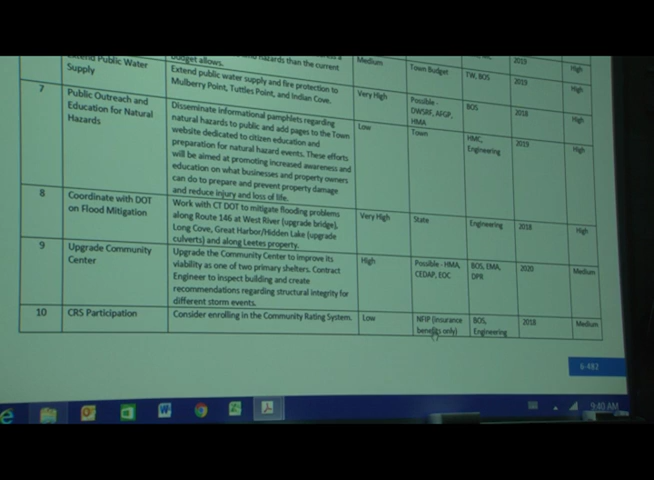 budget allows.
hazards than the current
Medium
Town Budget
TW, BOS
2019
High
Public Water
Supply
Extend public water supply and fire protection to
Mulberry Point, Tuttles Point, and Indian Cove.
Very High
Possible -
DWSRF, AFGP,
HMA
BOS
2018
High
7
Public Outreach and
Education for Natural
Hazards
Disseminate informational pamphlets regarding
natural hazards to public and add pages to the Town
website dedicated to citizen education and
preparation for natural hazard events. These efforts
will be aimed at promoting increased awareness and
education on what businesses and property owners
can do to prepare and prevent property damage
and reduce injury and loss of life.
Low
Town
HMC,
Engineering
2019
High
8
Coordinate with DOT
on Flood Mitigation
Work with CT DOT to mitigate flooding problems
along Route 146 at West River (upgrade bridge),
Long Cove, Great Harbor/Hidden Lake (upgrade
culverts) and along Leetes property.
Very High
State
Engineering
2018
High
9
Upgrade Community
Center
Upgrade the Community Center to improve its
viability as one of two primary shelters. Contract
Engineer to inspect building and create
recommendations regarding structural integrity for
different storm events.
High
Possible - HMA,
CEDAP, EOC
BOS, EMA,
DPR
2020
Medium
10
CRS Participation
Consider enrolling in the Community Rating System.
Low
NFIP (insurance
benefits only)
BOS,
Engineering
2018
Medium
6-482
9:40 AM